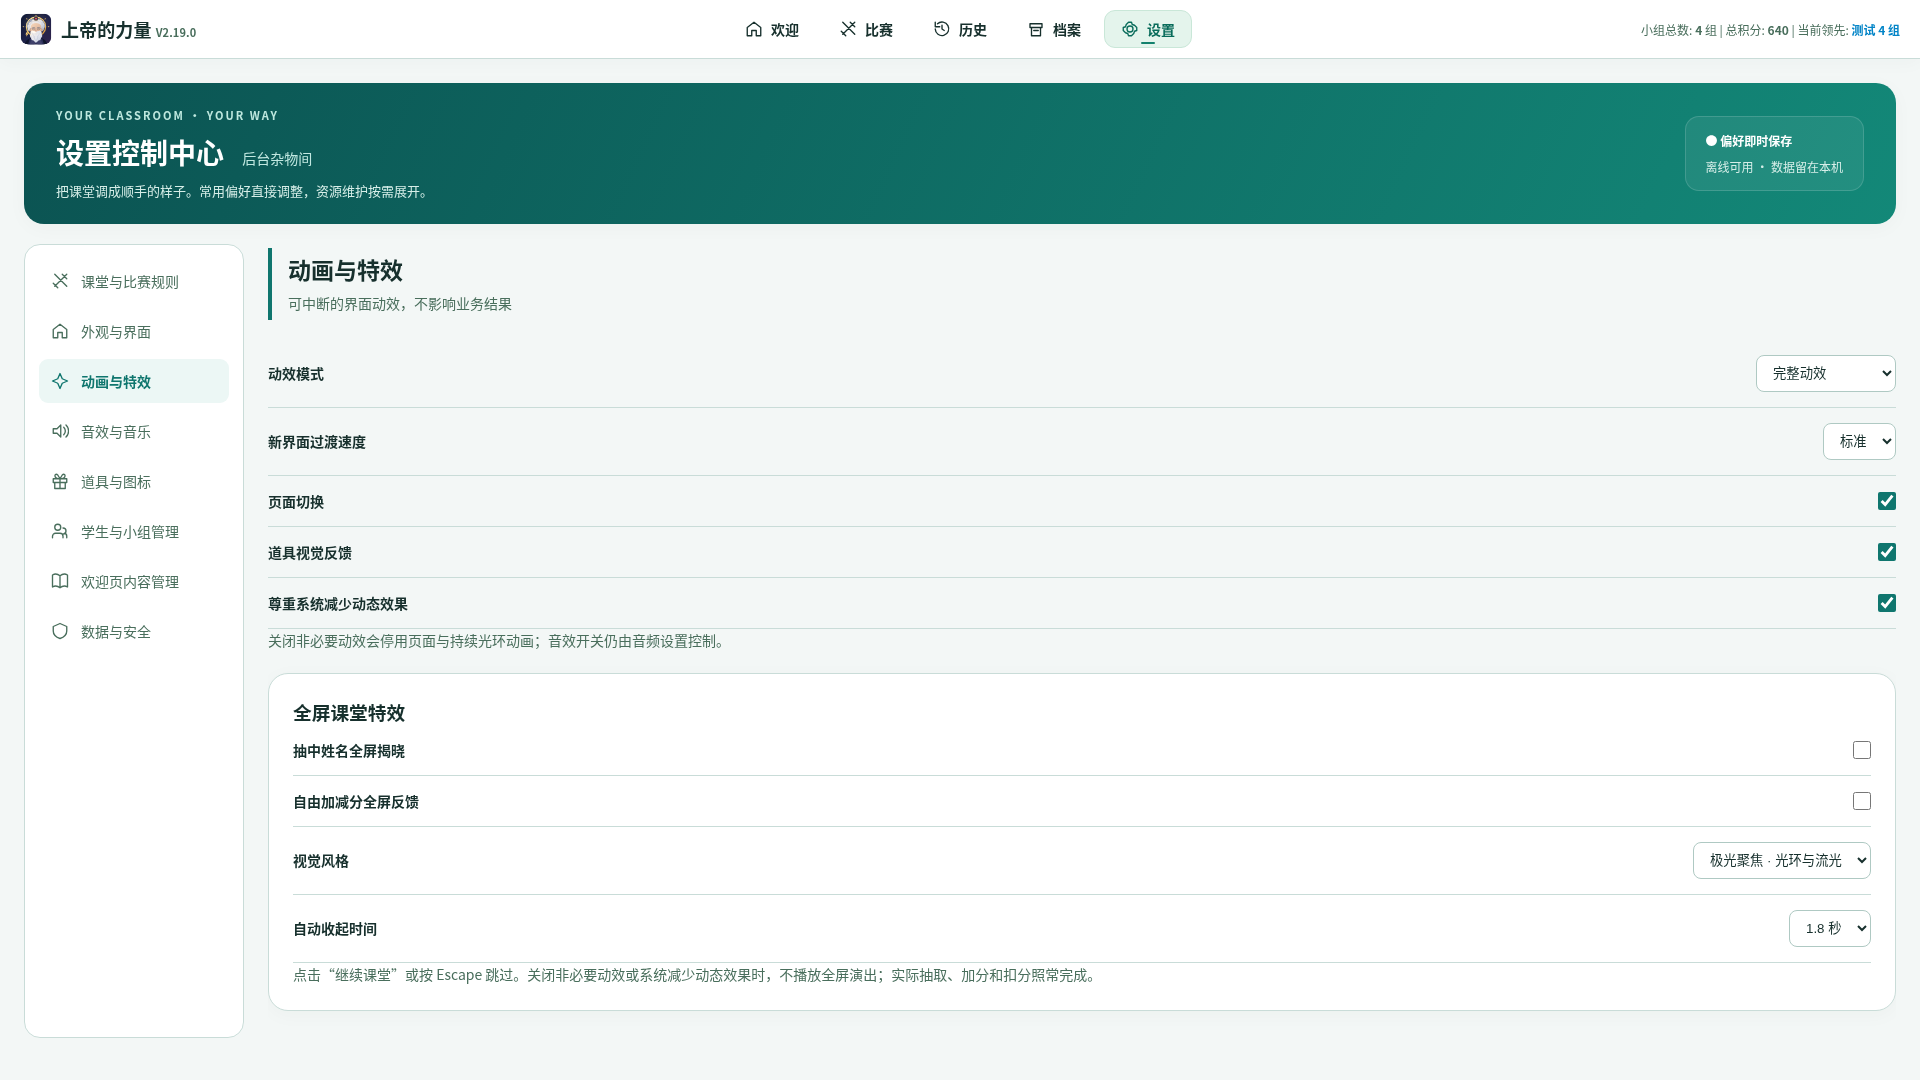 上帝的力量 V2.19.0
欢迎
比赛
历史
档案
设置
小组总数: 4 组 | 总积分: 640 | 当前领先: 测试 4 组
YOUR CLASSROOM • YOUR WAY
设置控制中心 后台杂物间
把课堂调成顺手的样子。常用偏好直接调整，资源维护按需展开。
偏好即时保存
离线可用 • 数据留在本机
课堂与比赛规则
外观与界面
动画与特效
音效与音乐
道具与图标
学生与小组管理
欢迎页内容管理
数据与安全
动画与特效
可中断的界面动效，不影响业务结果
动效模式
完整动效
新界面过渡速度
标准
页面切换
道具视觉反馈
尊重系统减少动态效果
关闭非必要动效会停用页面与持续光环动画；音效开关仍由音频设置控制。
全屏课堂特效
抽中姓名全屏揭晓
自由加减分全屏反馈
视觉风格
极光聚焦 · 光环与流光
自动收起时间
1.8 秒
点击“继续课堂”或按 Escape 跳过。关闭非必要动效或系统减少动态效果时，不播放全屏演出；实际抽取、加分和扣分照常完成。